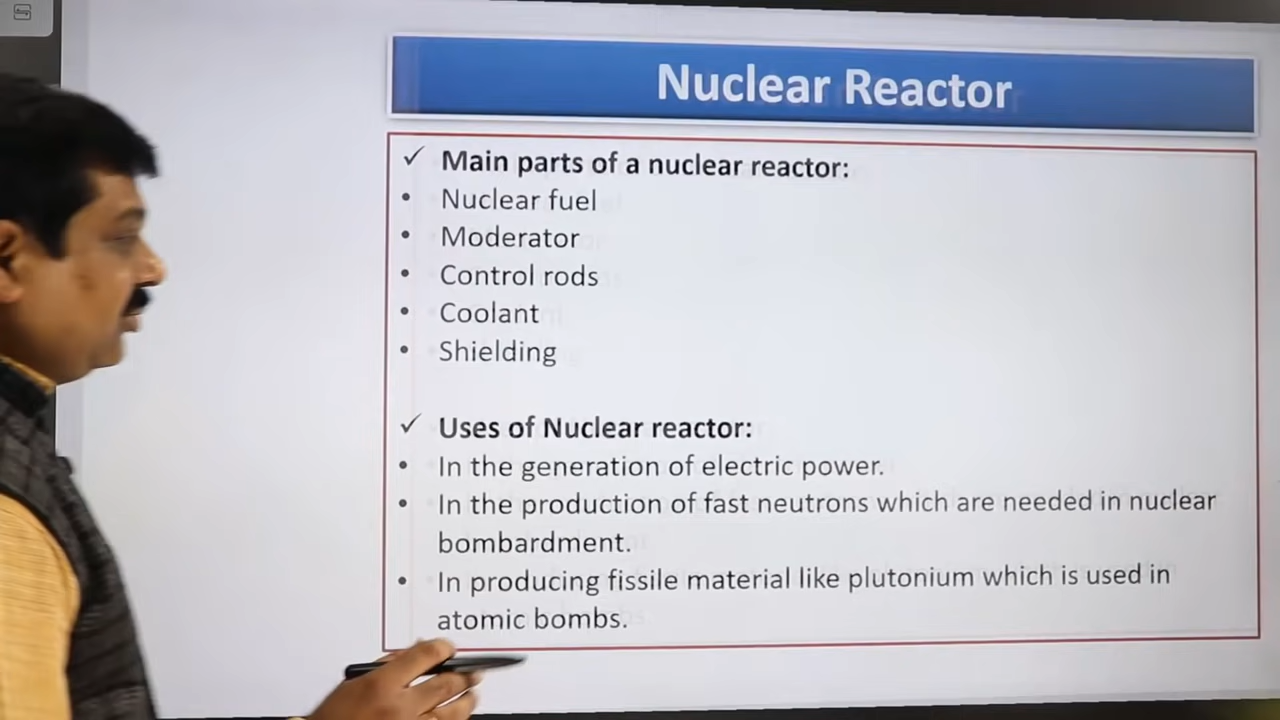 Nuclear Reactor
✓ Main parts of a nuclear reactor:
• Nuclear fuel
• Moderator
• Control rods
• Coolant
• Shielding
✓ Uses of Nuclear reactor:
• In the generation of electric power.
• In the production of fast neutrons which are needed in nuclear
bombardment.
• In producing fissile material like plutonium which is used in
atomic bombs.